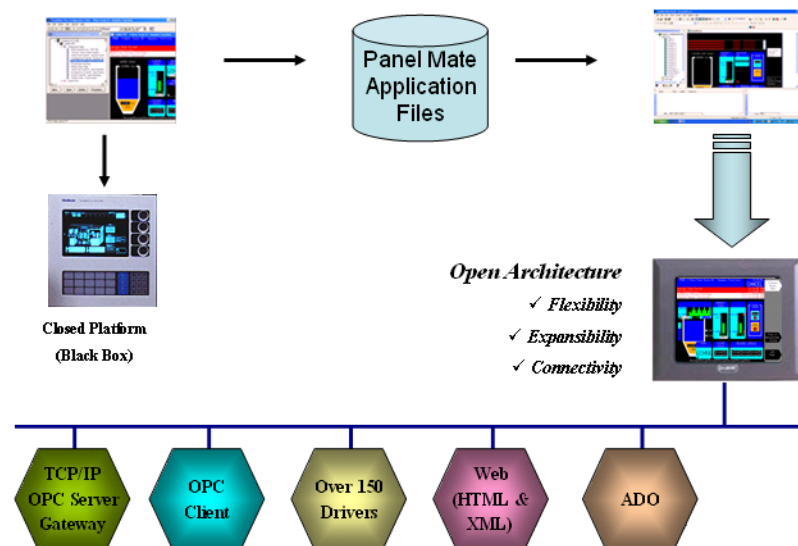 Panel Mate
Application
Files
Closed Platform
(Black Box)
Open Architecture
✓ Flexibility
✓ Expansibility
✓ Connectivity
TCP/IP
OPC Server
Gateway
OPC
Client
Over 150
Drivers
Web
(HTML &
XML)
ADO